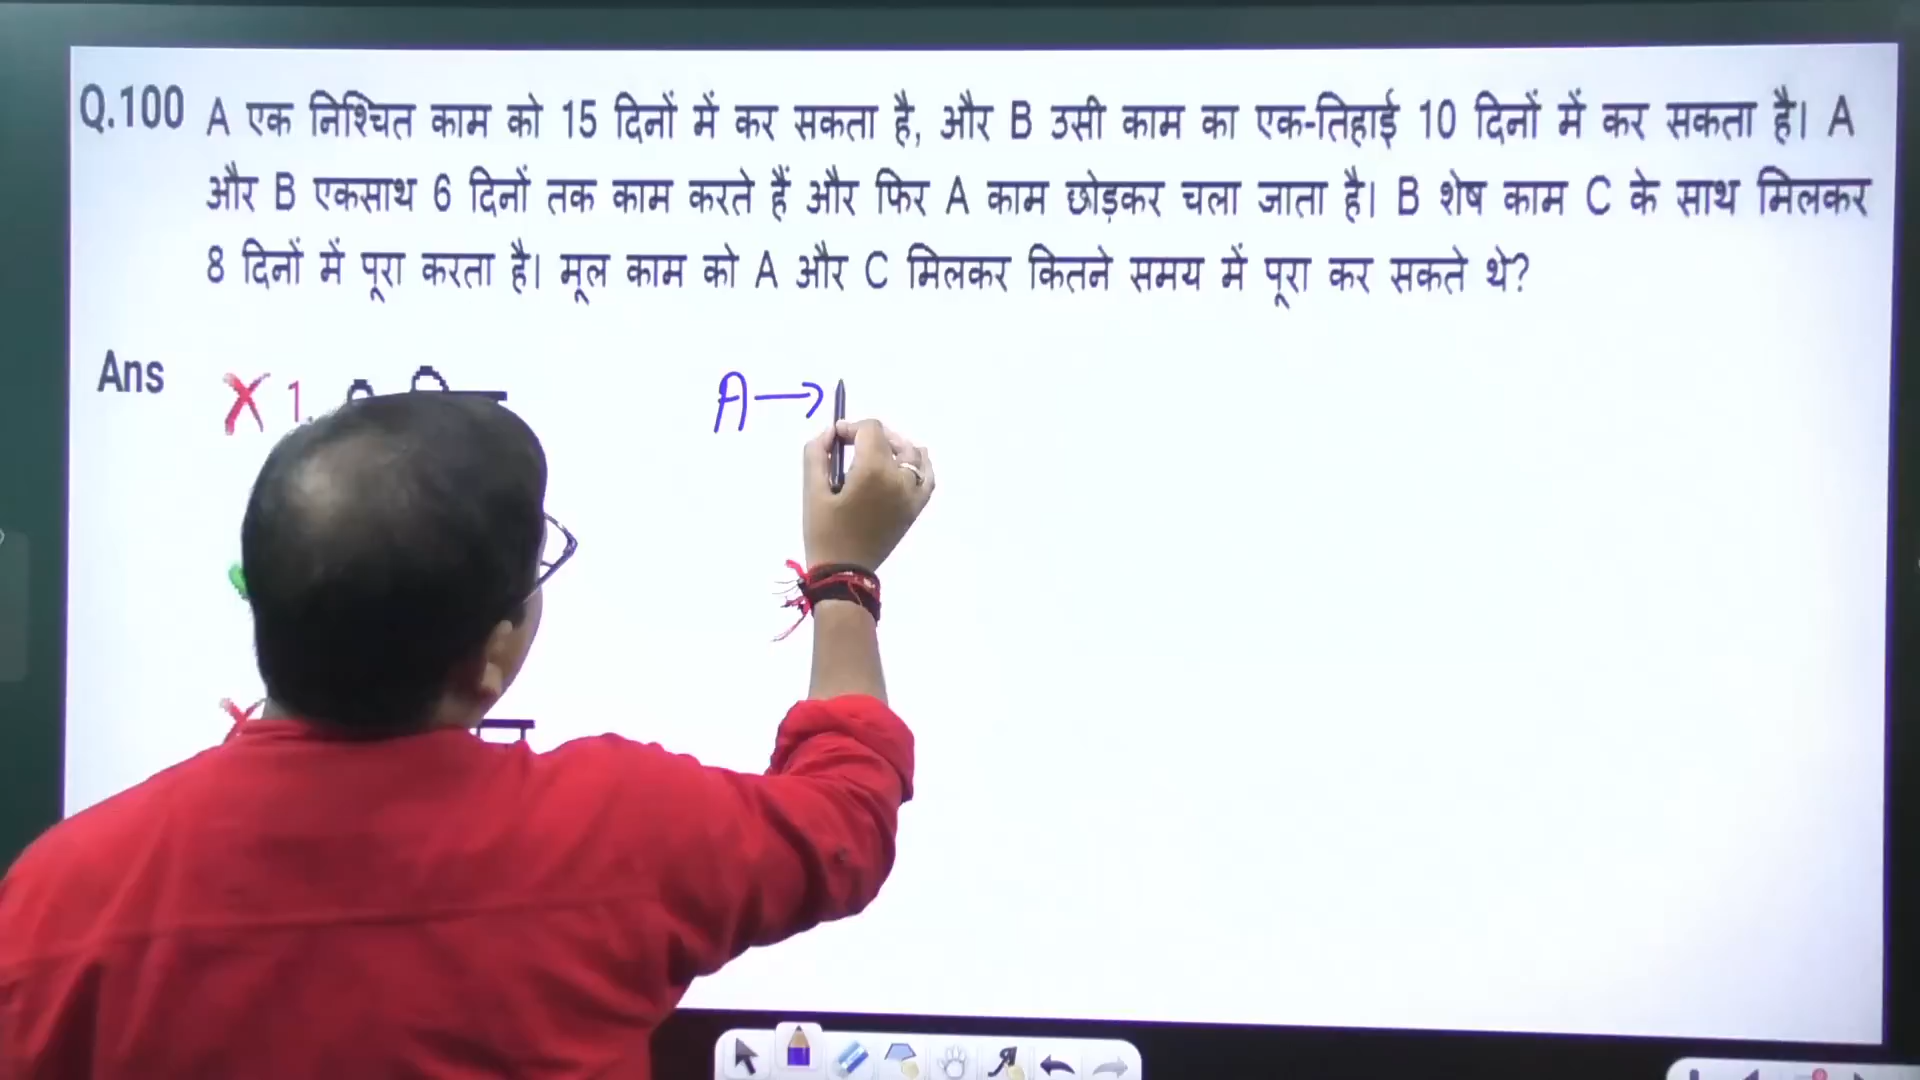 Q.100 A एक निश्चित काम को 15 दिनों में कर सकता है, और B उसी काम का एक-तिहाई 10 दिनों में कर सकता है। A
और B एकसाथ 6 दिनों तक काम करते हैं और फिर A काम छोड़कर चला जाता है। B शेष काम C के साथ मिलकर
8 दिनों में पूरा करता है। मूल काम को A और C मिलकर कितने समय में पूरा कर सकते थे?
Ans
1.
A →